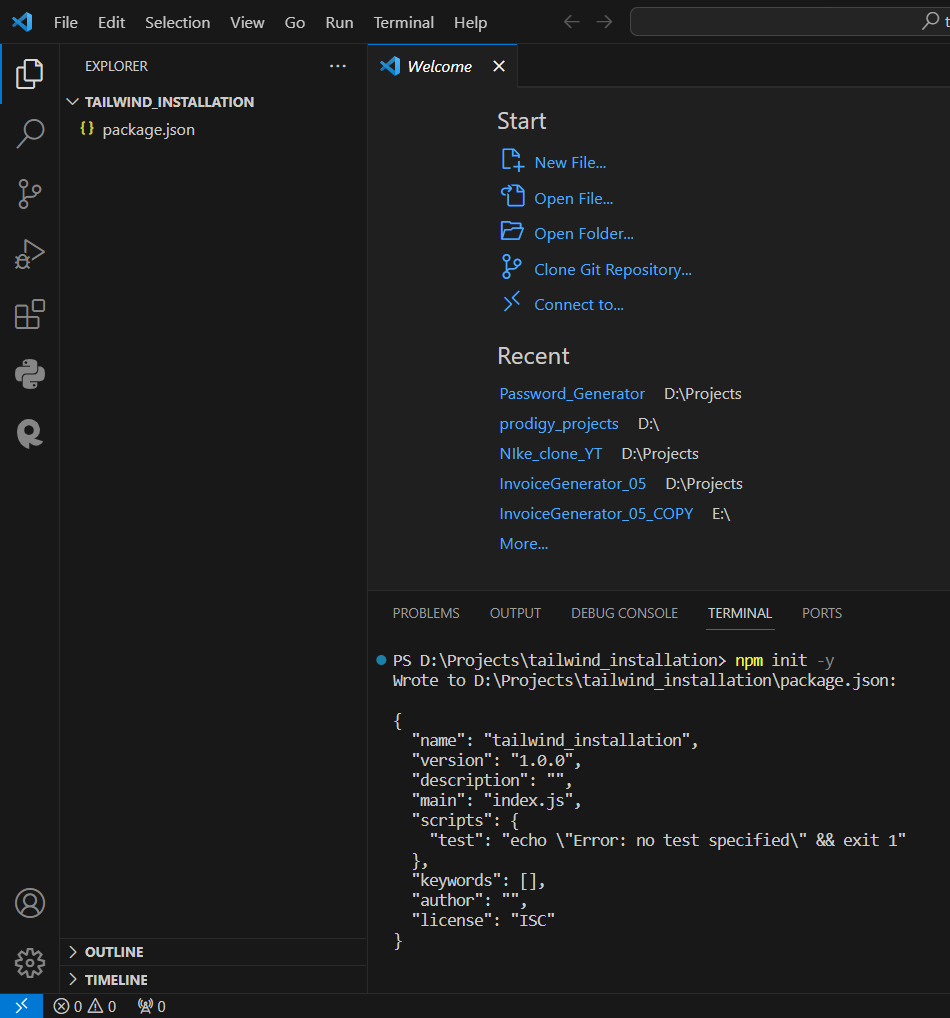 File Edit Selection View Go Run Terminal Help
EXPLORER
TAILWIND_INSTALLATION
{} package.json
Welcome
Start
New File...
Open File...
Open Folder...
Clone Git Repository...
Connect to...
Recent
Password_Generator D:\Projects
prodigy_projects D:\
NIke_clone_YT D:\Projects
InvoiceGenerator_05 D:\Projects
InvoiceGenerator_05_COPY E:\
More...
PROBLEMS OUTPUT DEBUG CONSOLE TERMINAL PORTS
PS D:\Projects\tailwind_installation> npm init -y
Wrote to D:\Projects\tailwind_installation\package.json:
{
"name": "tailwind_installation",
"version": "1.0.0",
"description": "",
"main": "index.js",
"scripts": {
"test": "echo \"Error: no test specified\" && exit 1"
},
"keywords": [],
"author": "",
"license": "ISC"
}
OUTLINE
TIMELINE
0 0 0